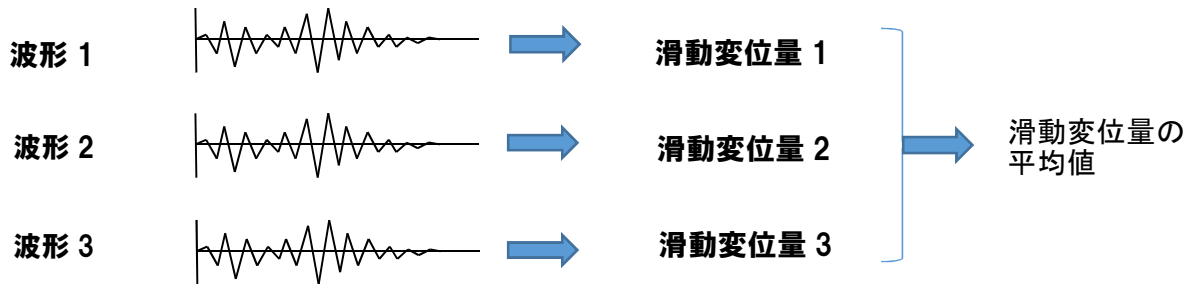 波形 1
滑動変位量 1
波形 2
滑動変位量 2
滑動変位量の
平均値
波形 3
滑動変位量 3